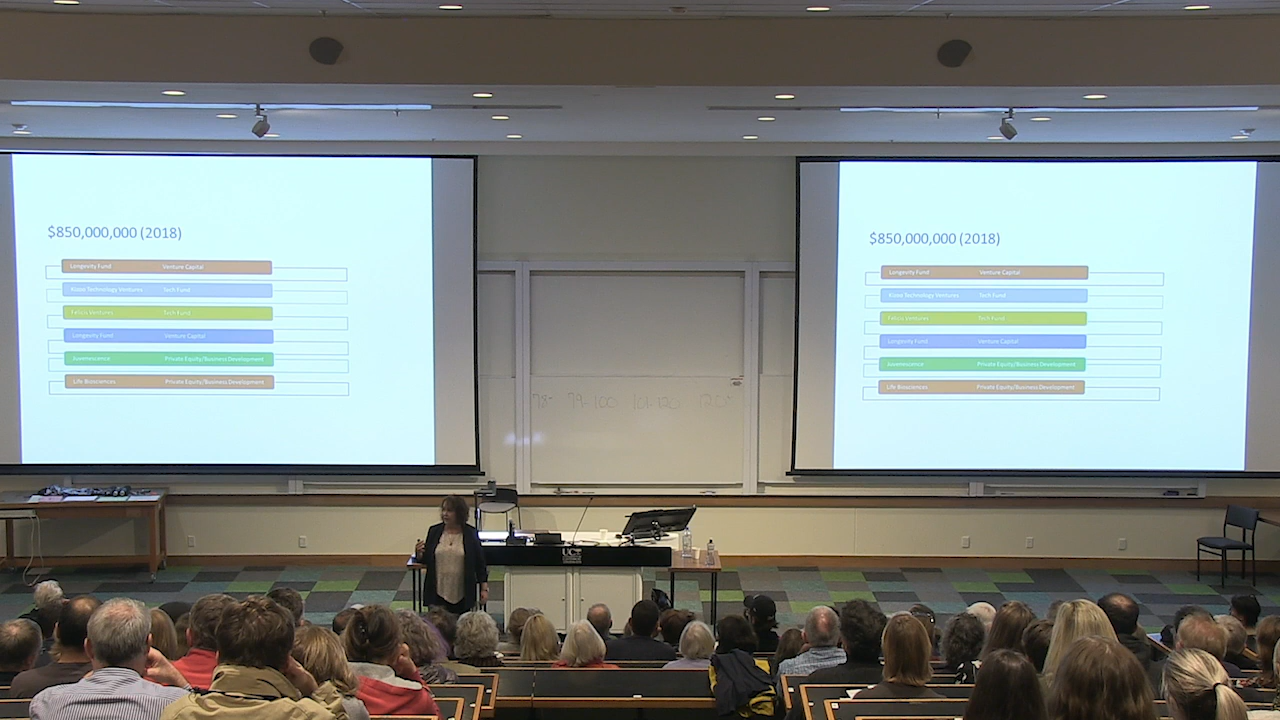 $850,000,000 (2018)
Longevity Fund Venture Capital
Kizoo Technology Ventures Tech Fund
Felicis Ventures Tech Fund
Longevity Fund Venture Capital
Juvenescence Private Equity/Business Development
Life Biosciences Private Equity/Business Development
$850,000,000 (2018)
Longevity Fund Venture Capital
Kizoo Technology Ventures Tech Fund
Felicis Ventures Tech Fund
Longevity Fund Venture Capital
Juvenescence Private Equity/Business Development
Life Biosciences Private Equity/Business Development
79-100 101-120 120+
UC